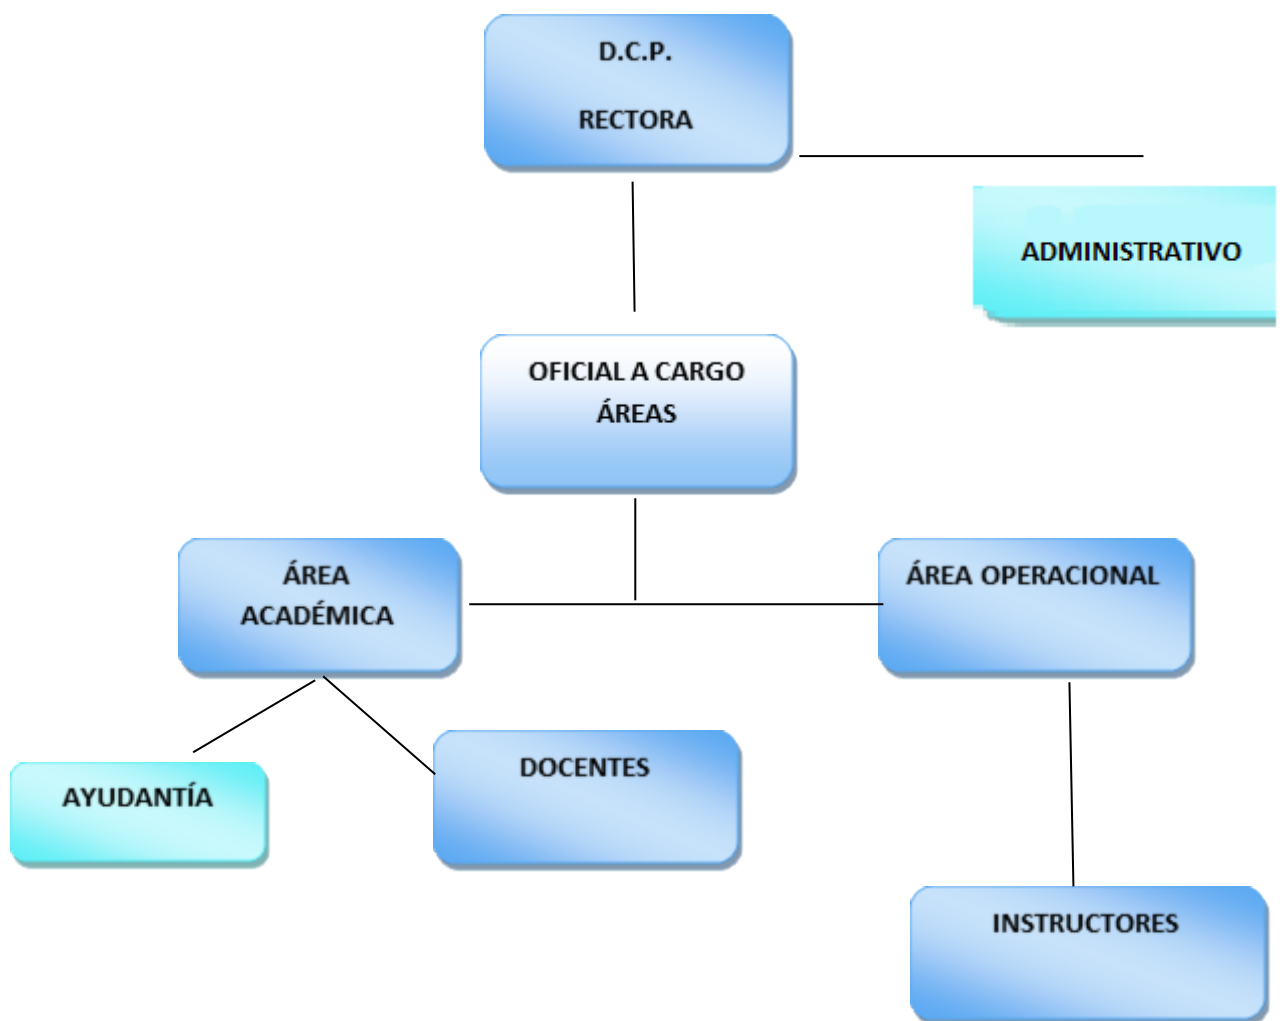 D.C.P.
RECTORA
ADMINISTRATIVO
OFICIAL A CARGO
ÁREAS
ÁREA
ACADÉMICA
ÁREA OPERACIONAL
AYUDANTÍA
DOCENTES
INSTRUCTORES